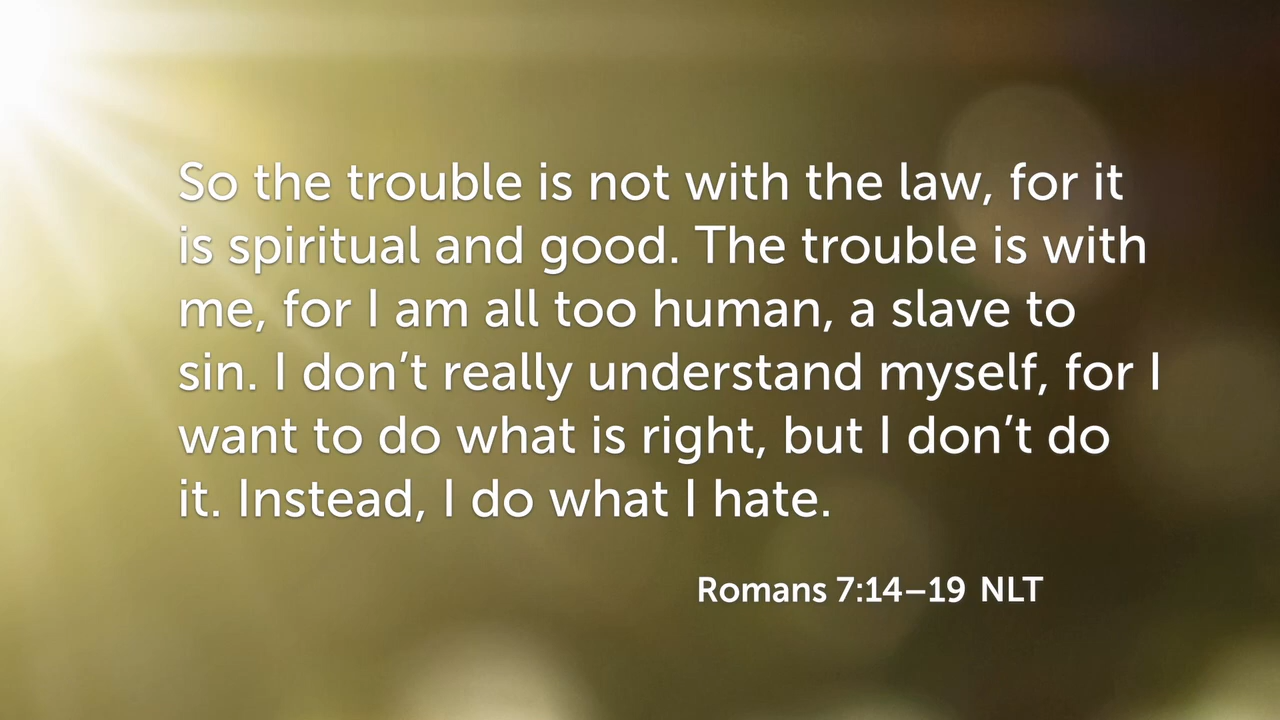 So the trouble is not with the law, for it
is spiritual and good. The trouble is with
me, for I am all too human, a slave to
sin. I don’t really understand myself, for I
want to do what is right, but I don’t do
it. Instead, I do what I hate.
Romans 7:14–19 NLT